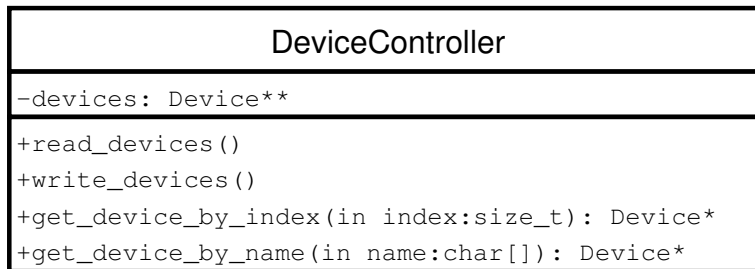 DeviceController
-devices: Device**
+read_devices()
+write_devices()
+get_device_by_index(in index:size_t): Device*
+get_device_by_name(in name:char[]): Device*